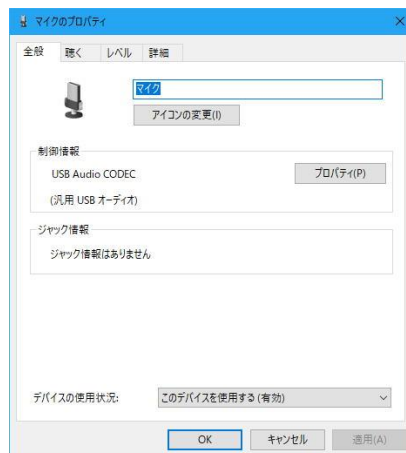 マイクのプロパティ
全般 聴く レベル 詳細
マイク
アイコンの変更(I)
制御情報
USB Audio CODEC
プロパティ(P)
(汎用 USB オーディオ)
ジャック情報
ジャック情報はありません
デバイスの使用状況:
このデバイスを使用する (有効)
OK キャンセル 適用(A)